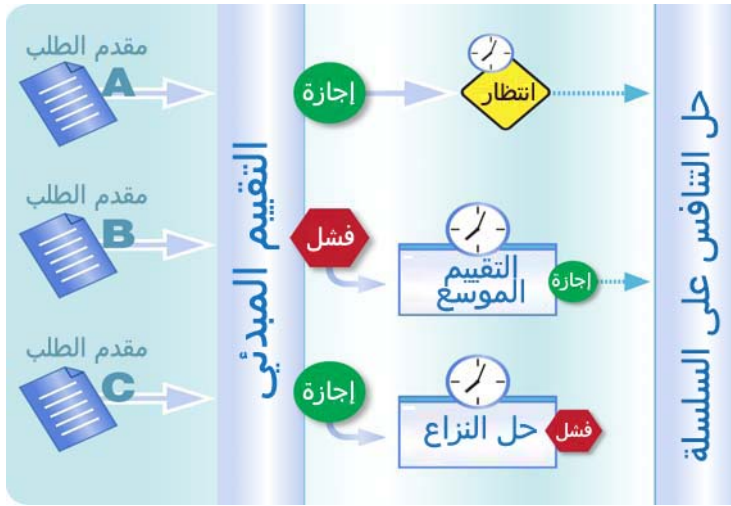 مقدم الطلب
A
إجازة
انتظار
التقييم المبدئي
حل التنافس على السلسلة
مقدم الطلب
B
فشل
التقييم
الموسع
إجازة
مقدم الطلب
C
إجازة
حل النزاع
فشل